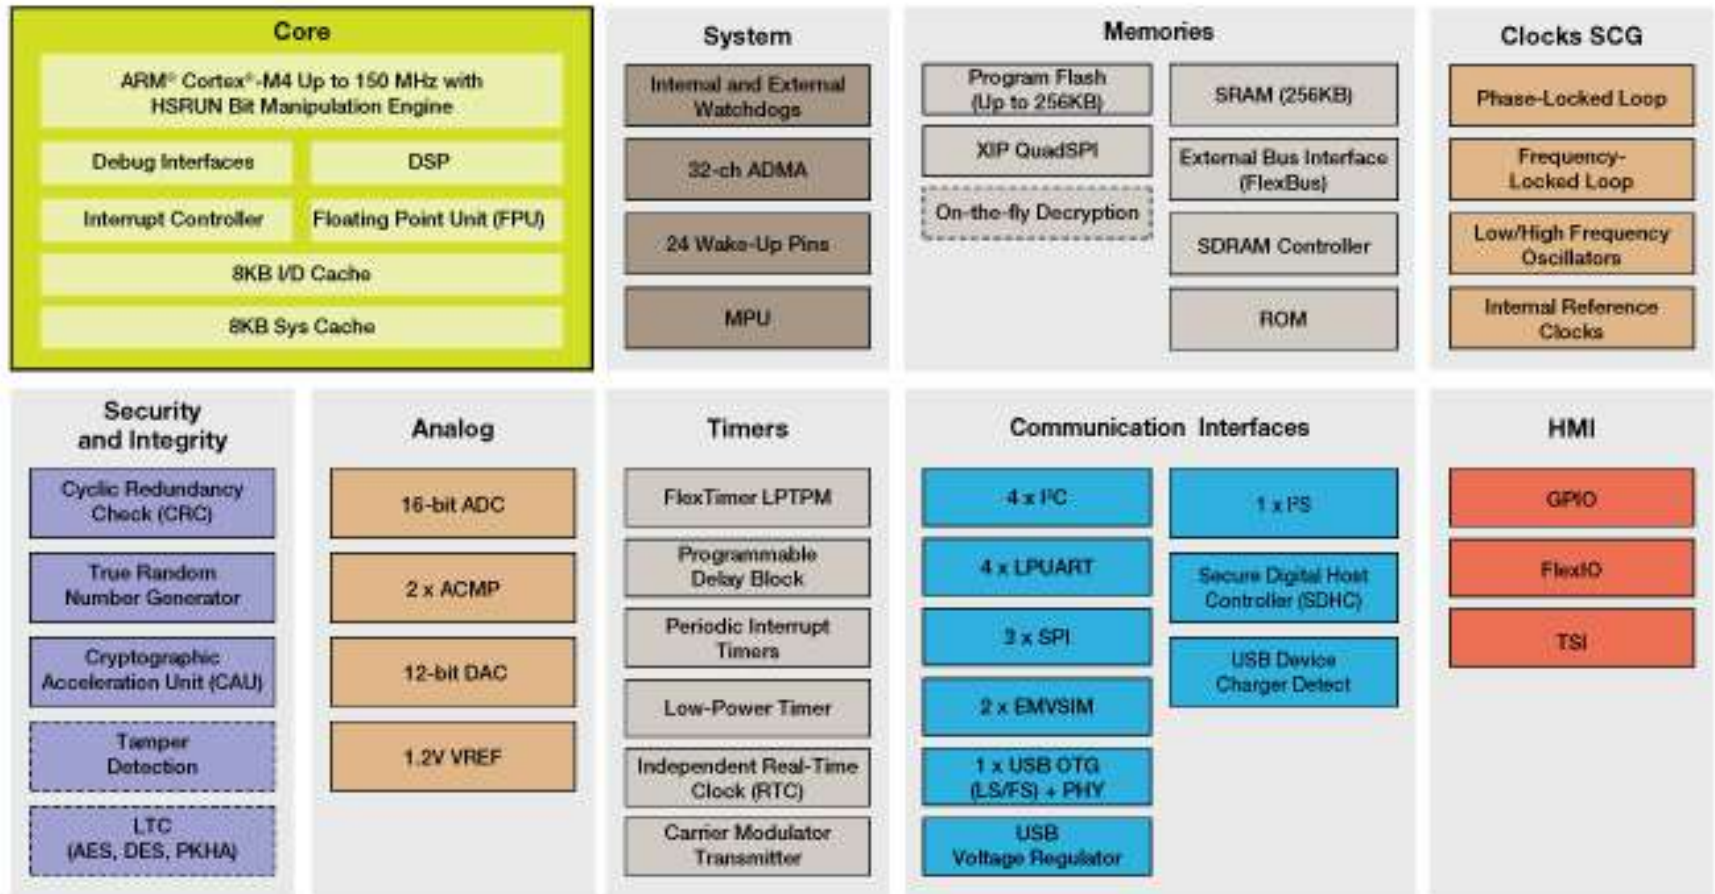 Core
ARM® Cortex®-M4 Up to 150 MHz with
HSRUN Bit Manipulation Engine
Debug Interfaces
DSP
Interrupt Controller
Floating Point Unit (FPU)
8KB I/D Cache
8KB Sys Cache
System
Internal and External
Watchdogs
32-ch ADMA
24 Wake-Up Pins
MPU
Memories
Program Flash
(Up to 256KB)
XIP QuadSPI
On-the-fly Decryption
SRAM (256KB)
External Bus Interface
(FlexBus)
SDRAM Controller
ROM
Clocks SCG
Phase-Locked Loop
Frequency-
Locked Loop
Low/High Frequency
Oscillators
Internal Reference
Clocks
Security
and Integrity
Cyclic Redundancy
Check (CRC)
True Random
Number Generator
Cryptographic
Acceleration Unit (CAU)
Tamper
Detection
LTC
(AES, DES, PKHA)
Analog
16-bit ADC
2 x ACMP
12-bit DAC
1.2V VREF
Timers
FlexTimer LPTPM
Programmable
Delay Block
Periodic Interrupt
Timers
Low-Power Timer
Independent Real-Time
Clock (RTC)
Carrier Modulator
Transmitter
Communication Interfaces
4 x I²C
4 x LPUART
3 x SPI
2 x EMVSIM
1 x USB OTG
(LS/FS) + PHY
USB
Voltage Regulator
1 x I²S
Secure Digital Host
Controller (SDHC)
USB Device
Charger Detect
HMI
GPIO
FlexIO
TSI